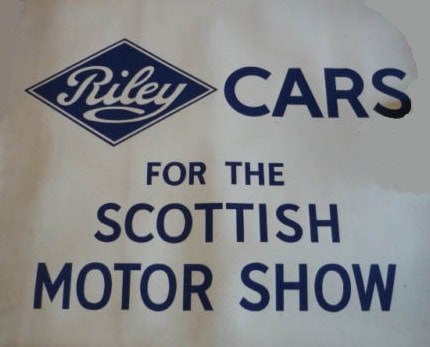 Riley CARS
FOR THE
SCOTTISH
MOTOR SHOW